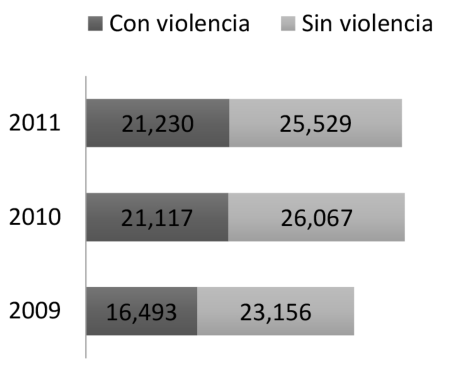 Con violencia Sin violencia
2011 21,230 25,529
2010 21,117 26,067
2009 16,493 23,156